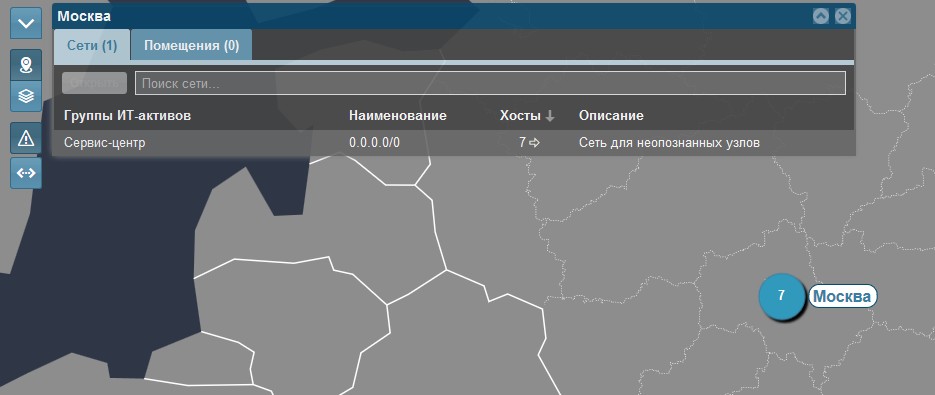 Москва
Сети (1) Помещения (0)
Поиск сети...
Группы ИТ-активов Наименование Хосты Описание
Сервис-центр 0.0.0.0/0 7 Сеть для неопознанных узлов
7 Москва